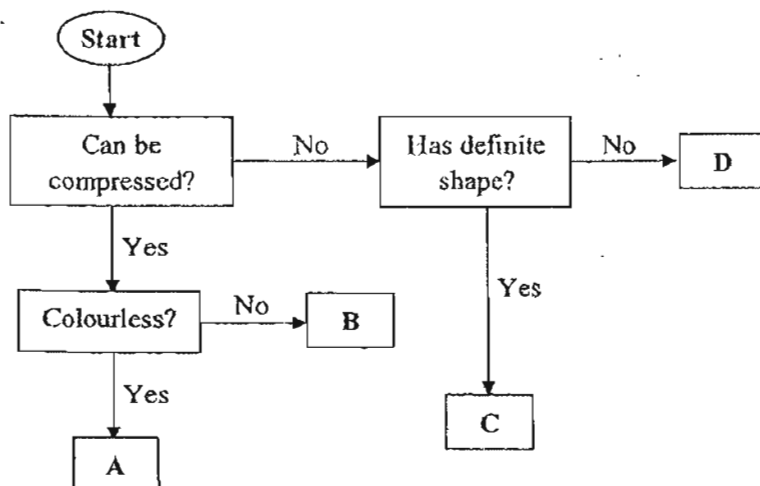 Start
Can be
compressed?
No
Has definite
shape?
No
D
Yes
Yes
Colourless?
No
B
Yes
C
A